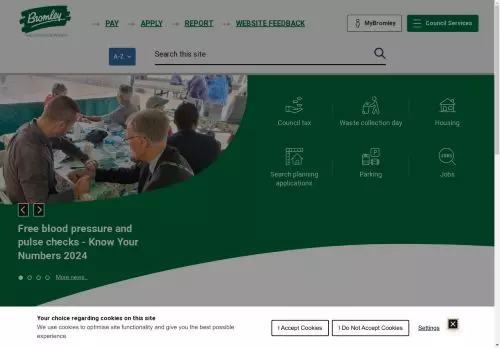 Bromley
PAY
APPLY
REPORT
WEBSITE FEEDBACK
MyBromley
Council Services
A-Z
Search this site
Council tax
Waste collection day
Housing
Search planning
applications
Parking
JOBS
Jobs
Free blood pressure and
pulse checks - Know Your
Numbers 2024
More news..
Your choice regarding cookies on this site
We use cookies to optimise site functionality and give you the best possible
experience.
I Accept Cookies
I Do Not Accept Cookies
Settings